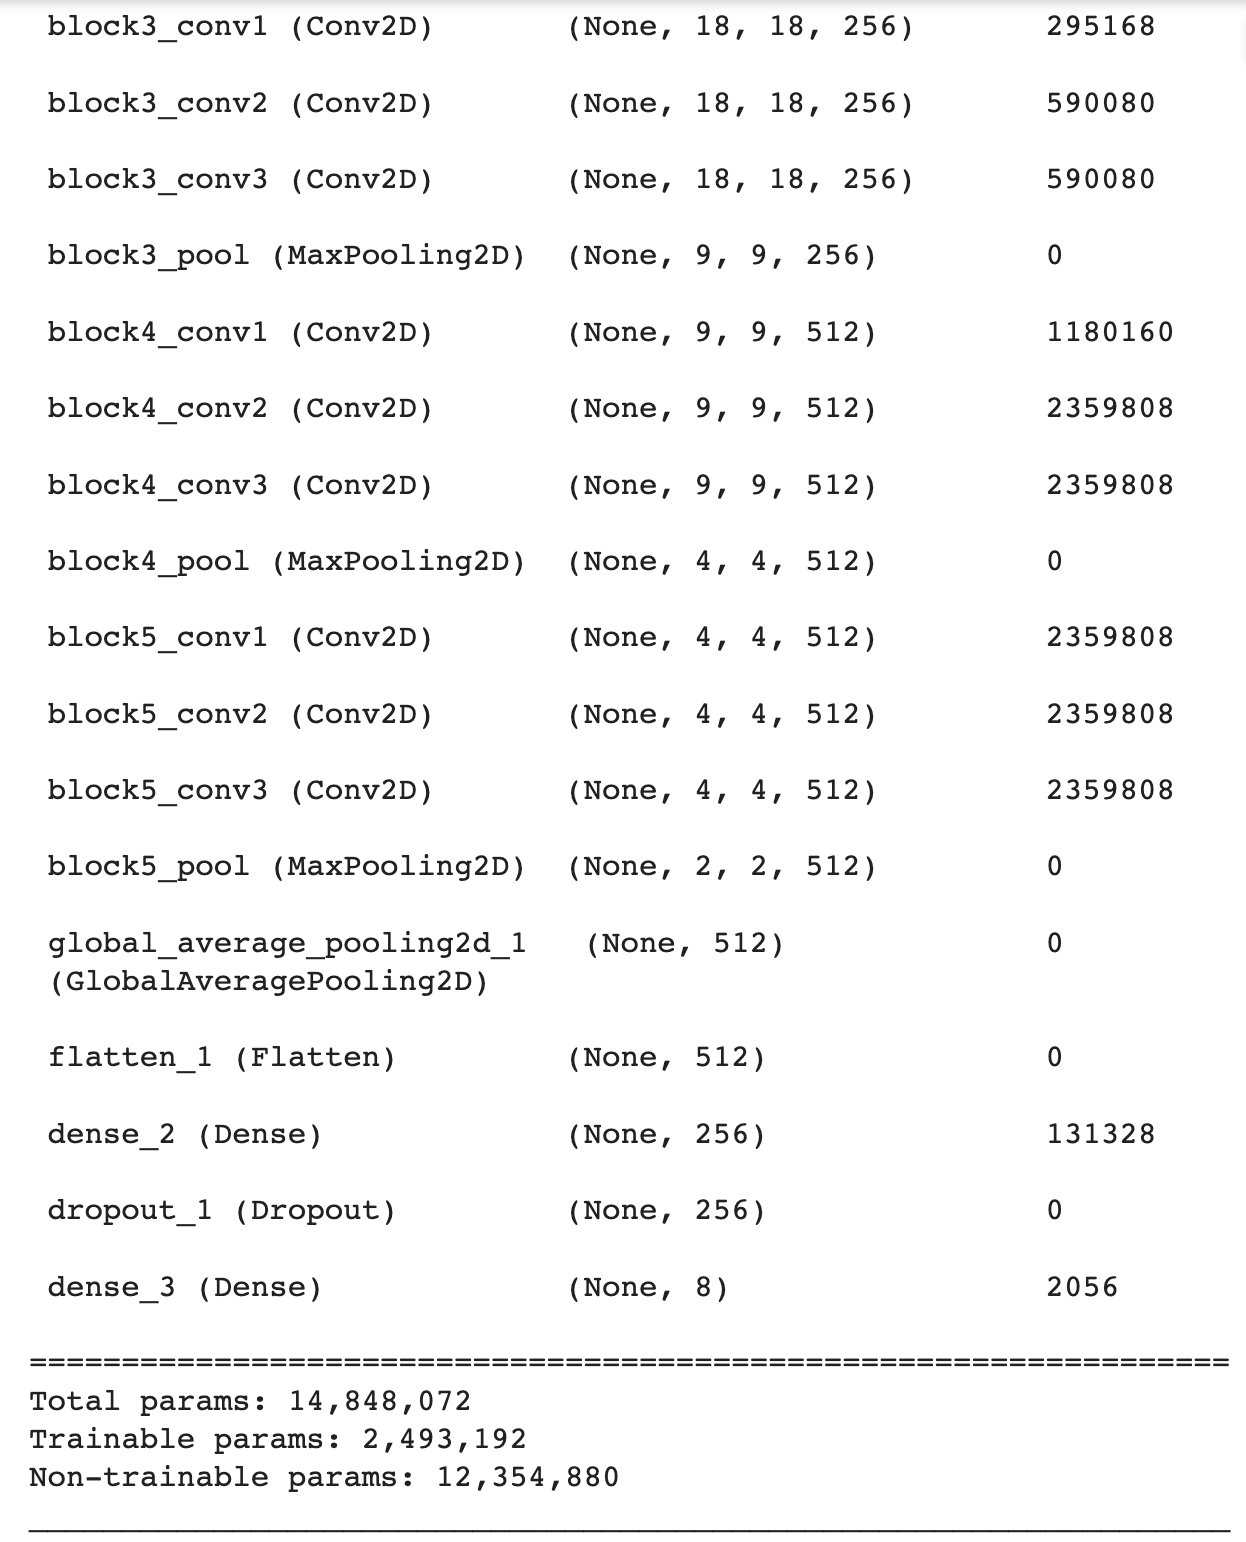 block3_conv1 (Conv2D) (None, 18, 18, 256) 295168
block3_conv2 (Conv2D) (None, 18, 18, 256) 590080
block3_conv3 (Conv2D) (None, 18, 18, 256) 590080
block3_pool (MaxPooling2D) (None, 9, 9, 256) 0
block4_conv1 (Conv2D) (None, 9, 9, 512) 1180160
block4_conv2 (Conv2D) (None, 9, 9, 512) 2359808
block4_conv3 (Conv2D) (None, 9, 9, 512) 2359808
block4_pool (MaxPooling2D) (None, 4, 4, 512) 0
block5_conv1 (Conv2D) (None, 4, 4, 512) 2359808
block5_conv2 (Conv2D) (None, 4, 4, 512) 2359808
block5_conv3 (Conv2D) (None, 4, 4, 512) 2359808
block5_pool (MaxPooling2D) (None, 2, 2, 512) 0
global_average_pooling2d_1 (None, 512) 0
(GlobalAveragePooling2D)
flatten_1 (Flatten) (None, 512) 0
dense_2 (Dense) (None, 256) 131328
dropout_1 (Dropout) (None, 256) 0
dense_3 (Dense) (None, 8) 2056
=================================================================
Total params: 14,848,072
Trainable params: 2,493,192
Non-trainable params: 12,354,880
_________________________________________________________________